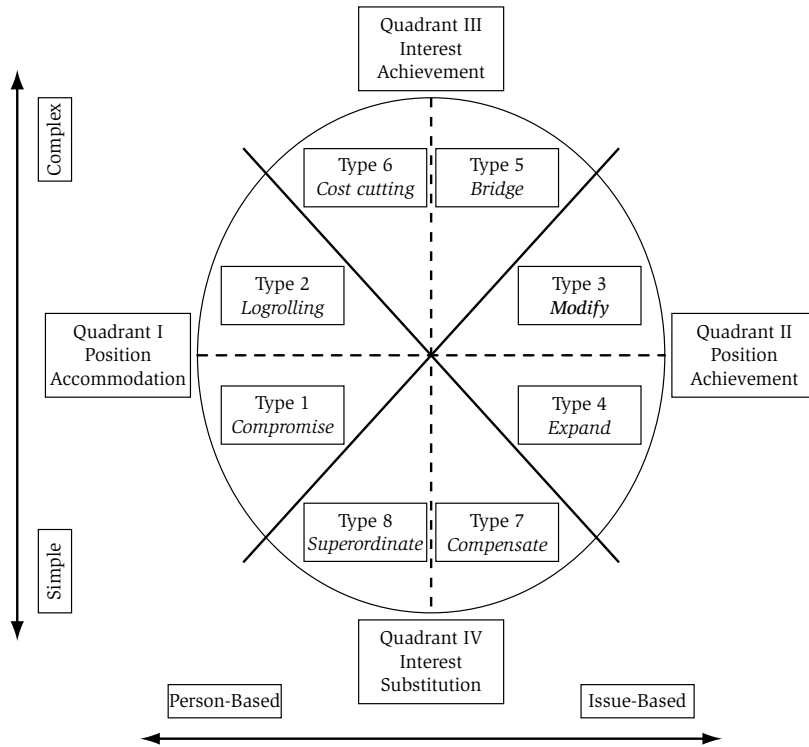 Quadrant III
Interest
Achievement
Complex
Type 6
Cost cutting
Type 5
Bridge
Type 2
Logrolling
Type 3
Modify
Quadrant I
Position
Accommodation
Quadrant II
Position
Achievement
Type 1
Compromise
Type 4
Expand
Type 8
Superordinate
Type 7
Compensate
Simple
Quadrant IV
Interest
Substitution
Person-Based
Issue-Based